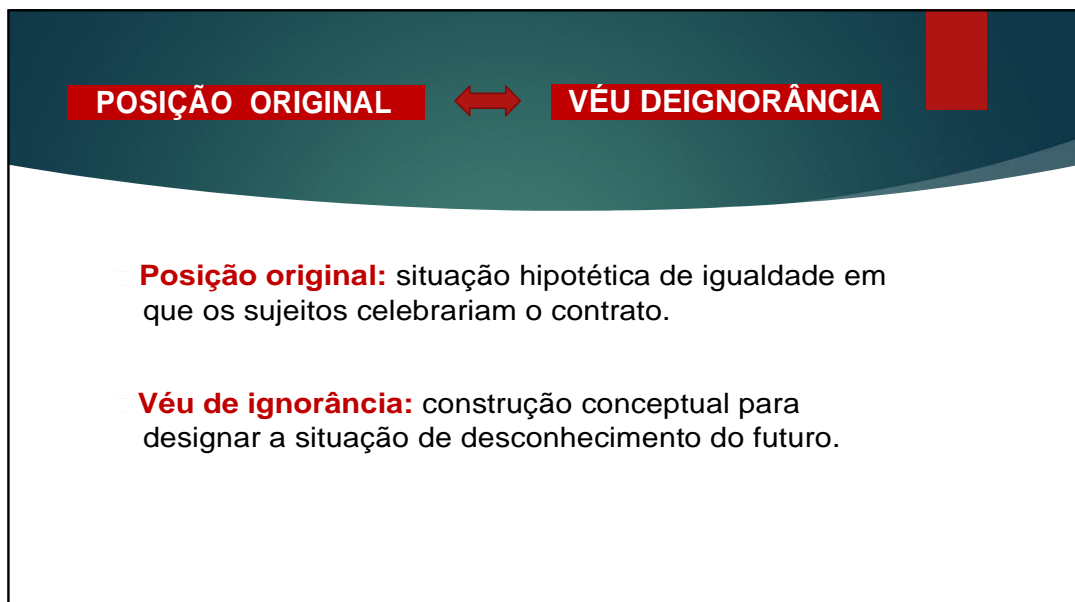 POSIÇÃO ORIGINAL VÉU DEIGNORÂNCIA
Posição original: situação hipotética de igualdade em
que os sujeitos celebrariam o contrato.
Véu de ignorância: construção conceptual para
designar a situação de desconhecimento do futuro.